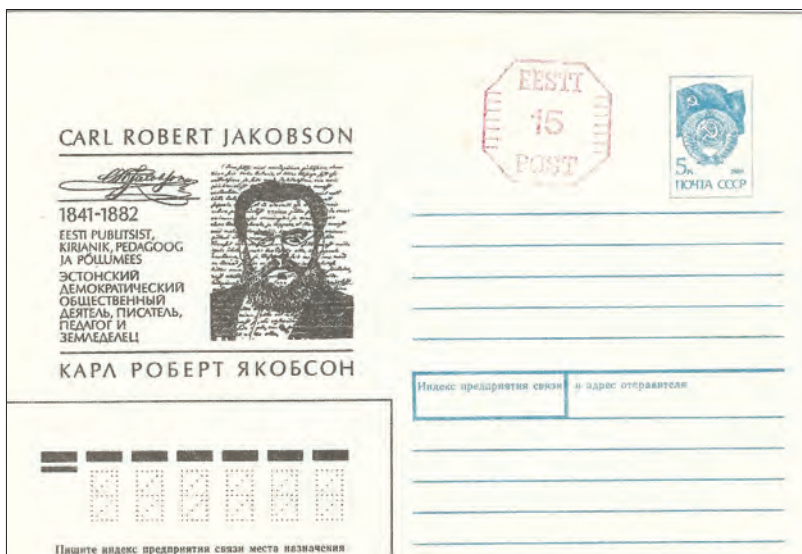 CARL ROBERT JAKOBSON
1841-1882
EESTI PUBLITSIST,
KIRJANIK, PEDAGOOG
JA PÕLLUMEES
ЭСТОНСКИЙ
ДЕМОКРАТИЧЕСКИЙ
ОБЩЕСТВЕННЫЙ
ДЕЯТЕЛЬ, ПИСАТЕЛЬ,
ПЕДАГОГ И
ЗЕМЛЕДЕЛЕЦ
КАРЛ РОБЕРТ ЯКОБСОН
EESTI
15
POST
5к
ПОЧТА СССР
Индекс предприятия связи и адрес отправителя
Пишите индекс предприятия связи места назначения